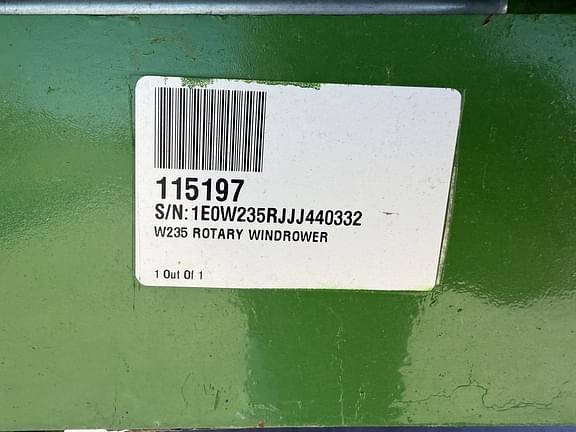 115197
S/N: 1E0W235RJJJ440332
W235 ROTARY WINDROWER
1 Out Of 1